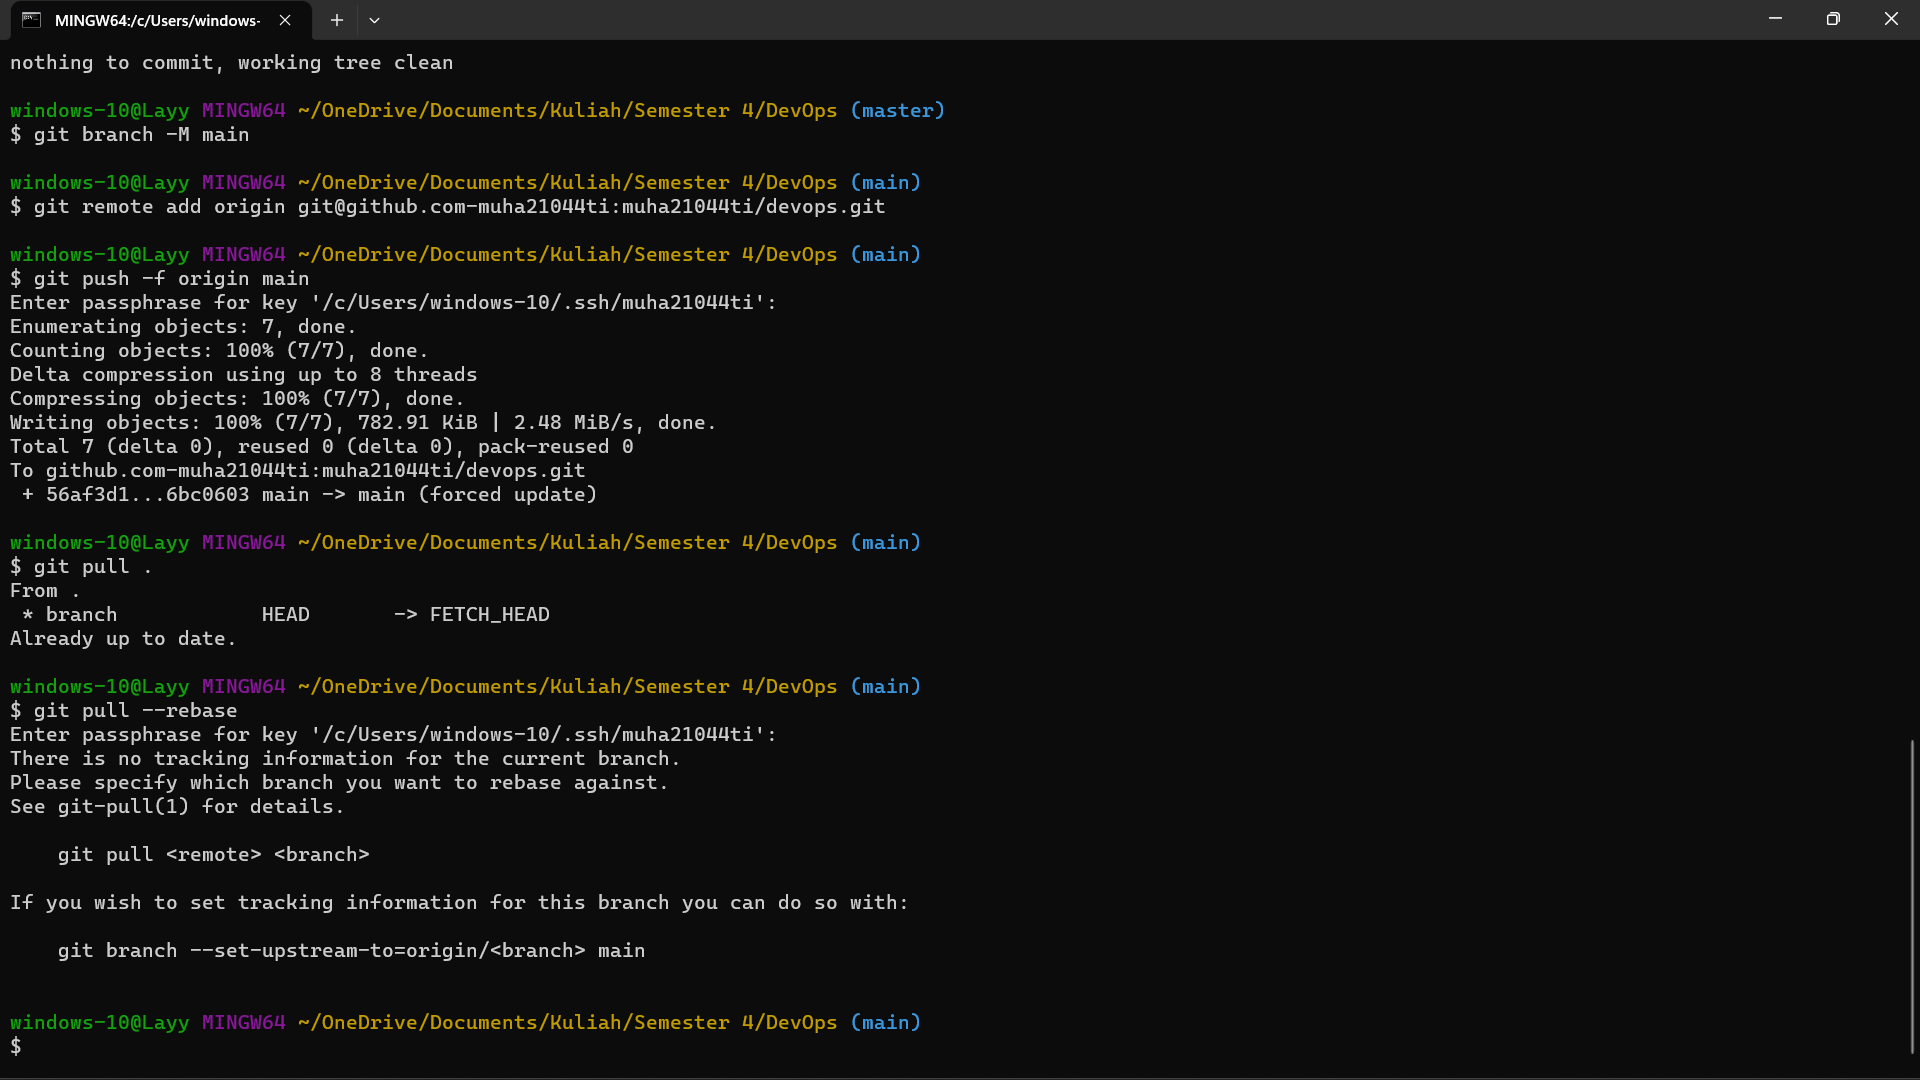 MINGW64:/c/Users/windows-
nothing to commit, working tree clean
windows-10@Layy MINGW64 ~/OneDrive/Documents/Kuliah/Semester 4/DevOps (master)
$ git branch -M main
windows-10@Layy MINGW64 ~/OneDrive/Documents/Kuliah/Semester 4/DevOps (main)
$ git remote add origin git@github.com-muha21044ti:muha21044ti/devops.git
windows-10@Layy MINGW64 ~/OneDrive/Documents/Kuliah/Semester 4/DevOps (main)
$ git push -f origin main
Enter passphrase for key '/c/Users/windows-10/.ssh/muha21044ti':
Enumerating objects: 7, done.
Counting objects: 100% (7/7), done.
Delta compression using up to 8 threads
Compressing objects: 100% (7/7), done.
Writing objects: 100% (7/7), 782.91 KiB | 2.48 MiB/s, done.
Total 7 (delta 0), reused 0 (delta 0), pack-reused 0
To github.com-muha21044ti:muha21044ti/devops.git
 + 56af3d1...6bc0603 main -> main (forced update)
windows-10@Layy MINGW64 ~/OneDrive/Documents/Kuliah/Semester 4/DevOps (main)
$ git pull .
From .
 * branch            HEAD       -> FETCH_HEAD
Already up to date.
windows-10@Layy MINGW64 ~/OneDrive/Documents/Kuliah/Semester 4/DevOps (main)
$ git pull --rebase
Enter passphrase for key '/c/Users/windows-10/.ssh/muha21044ti':
There is no tracking information for the current branch.
Please specify which branch you want to rebase against.
See git-pull(1) for details.
    git pull <remote> <branch>
If you wish to set tracking information for this branch you can do so with:
    git branch --set-upstream-to=origin/<branch> main
windows-10@Layy MINGW64 ~/OneDrive/Documents/Kuliah/Semester 4/DevOps (main)
$